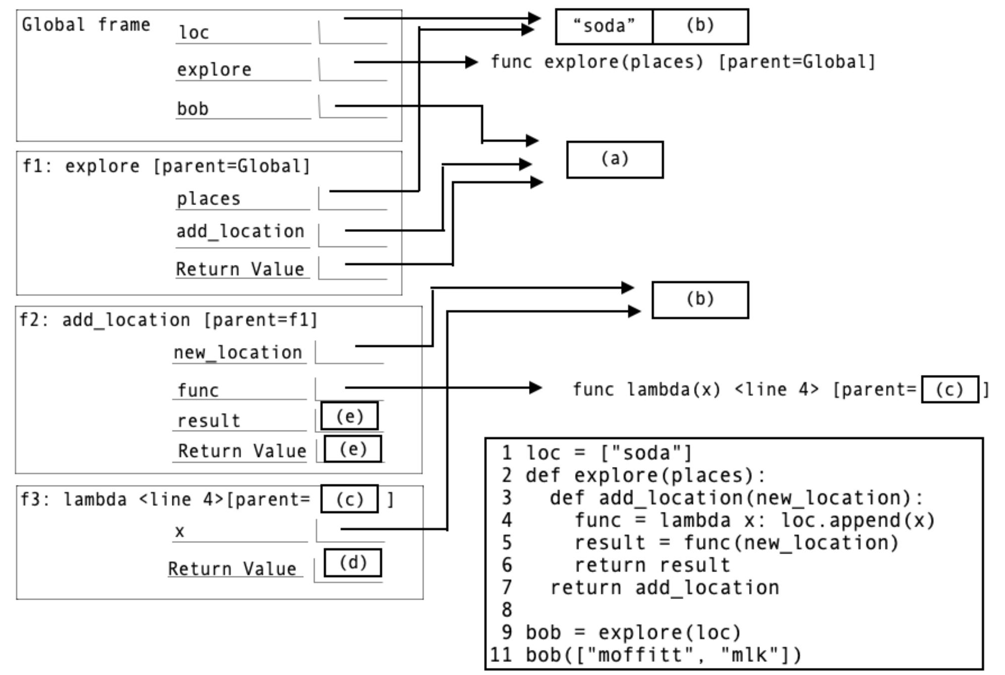 Global frame
loc
explore
bob
“soda” (b)
func explore(places) [parent=Global]
(a)
f1: explore [parent=Global]
places
add_location
Return Value
(b)
f2: add_location [parent=f1]
new_location
func
result (e)
Return Value (e)
func lambda(x) <line 4> [parent= (c) ]
f3: lambda <line 4>[parent= (c) ]
x
Return Value (d)
1 loc = ["soda"]
2 def explore(places):
3   def add_location(new_location):
4     func = lambda x: loc.append(x)
5     result = func(new_location)
6     return result
7   return add_location
8
9 bob = explore(loc)
11 bob(["moffitt", "mlk"])